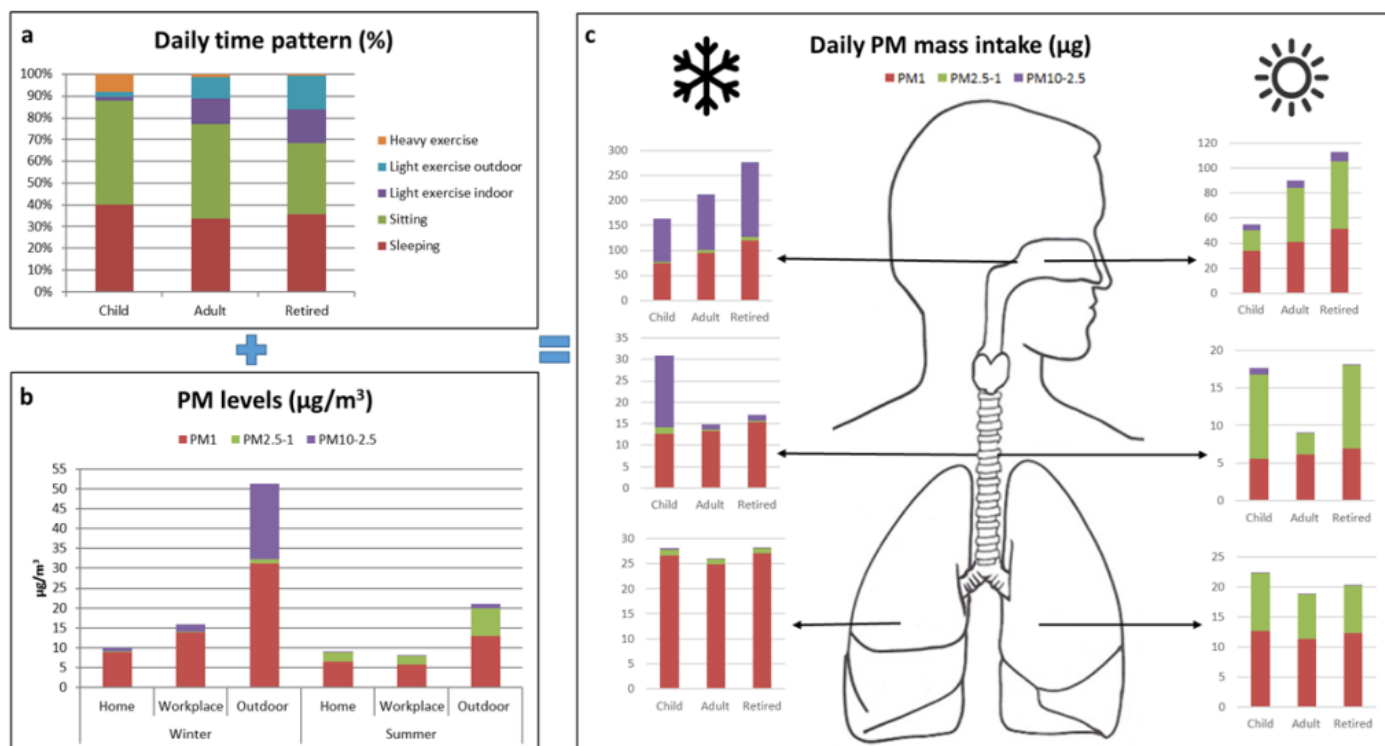 a
Daily time pattern (%)
100%
90%
80%
70%
60%
50%
40%
30%
20%
10%
0%
Heavy exercise
Light exercise outdoor
Light exercise indoor
Sitting
Sleeping
Child Adult Retired
b
PM levels (µg/m³)
PM1 PM2.5-1 PM10-2.5
µg/m³
55
50
45
40
35
30
25
20
15
10
5
0
Home Workplace Outdoor Home Workplace Outdoor
Winter Summer
c
Daily PM mass intake (µg)
PM1 PM2.5-1 PM10-2.5
300
250
200
150
100
50
0
Child Adult Retired
120
100
80
60
40
20
0
Child Adult Retired
35
30
25
20
15
10
5
0
Child Adult Retired
20
15
10
5
0
Child Adult Retired
30
25
20
15
10
5
0
Child Adult Retired
25
20
15
10
5
0
Child Adult Retired